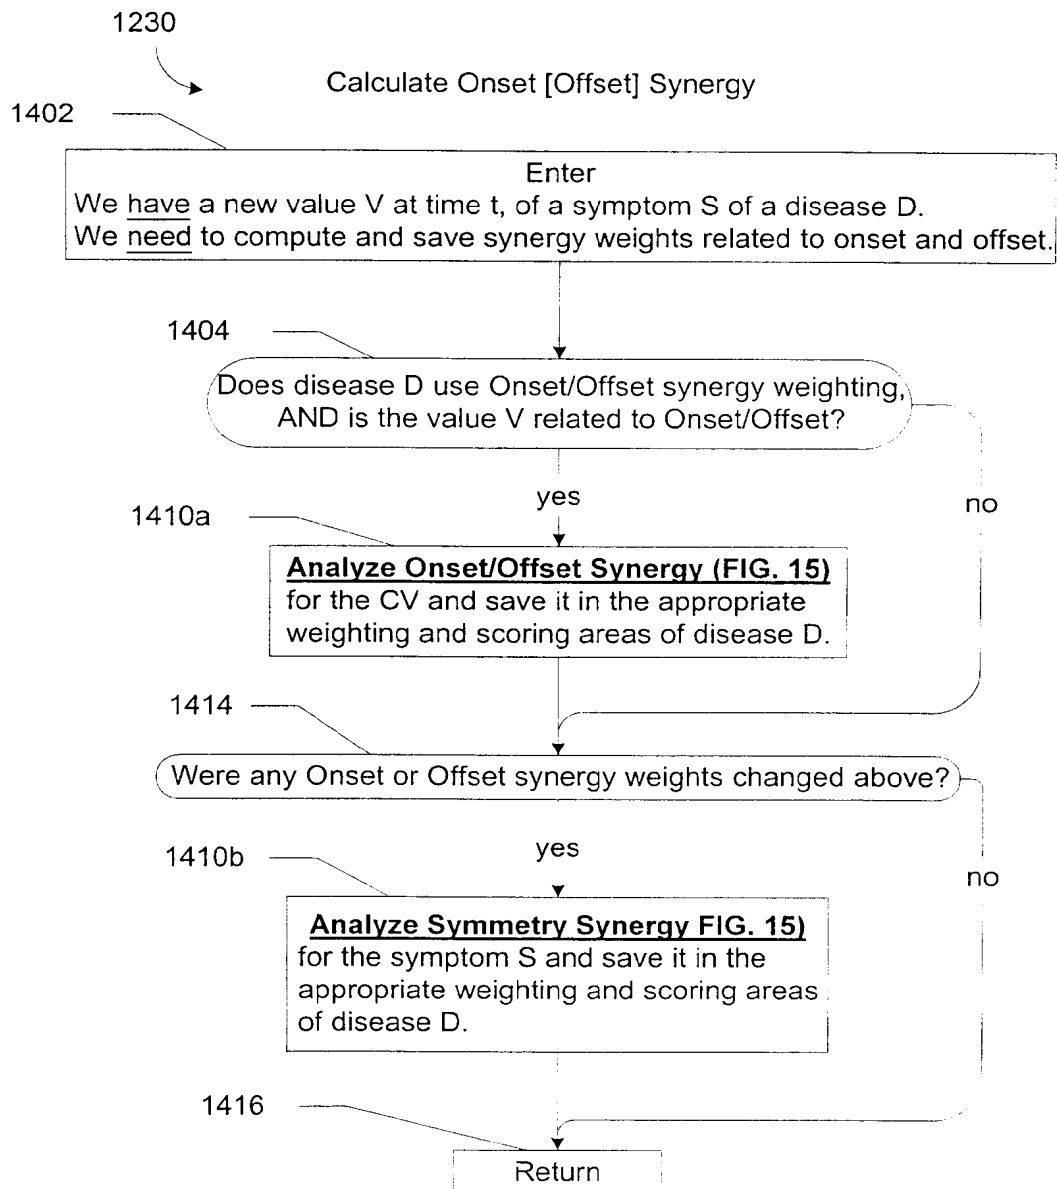 1230
Calculate Onset [Offset] Synergy
1402
Enter
We have a new value V at time t, of a symptom S of a disease D.
We need to compute and save synergy weights related to onset and offset.
1404
Does disease D use Onset/Offset synergy weighting,
AND is the value V related to Onset/Offset?
yes
no
1410a
Analyze Onset/Offset Synergy (FIG. 15)
for the CV and save it in the appropriate
weighting and scoring areas of disease D.
1414
Were any Onset or Offset synergy weights changed above?
yes
no
1410b
Analyze Symmetry Synergy FIG. 15)
for the symptom S and save it in the
appropriate weighting and scoring areas
of disease D.
1416
Return